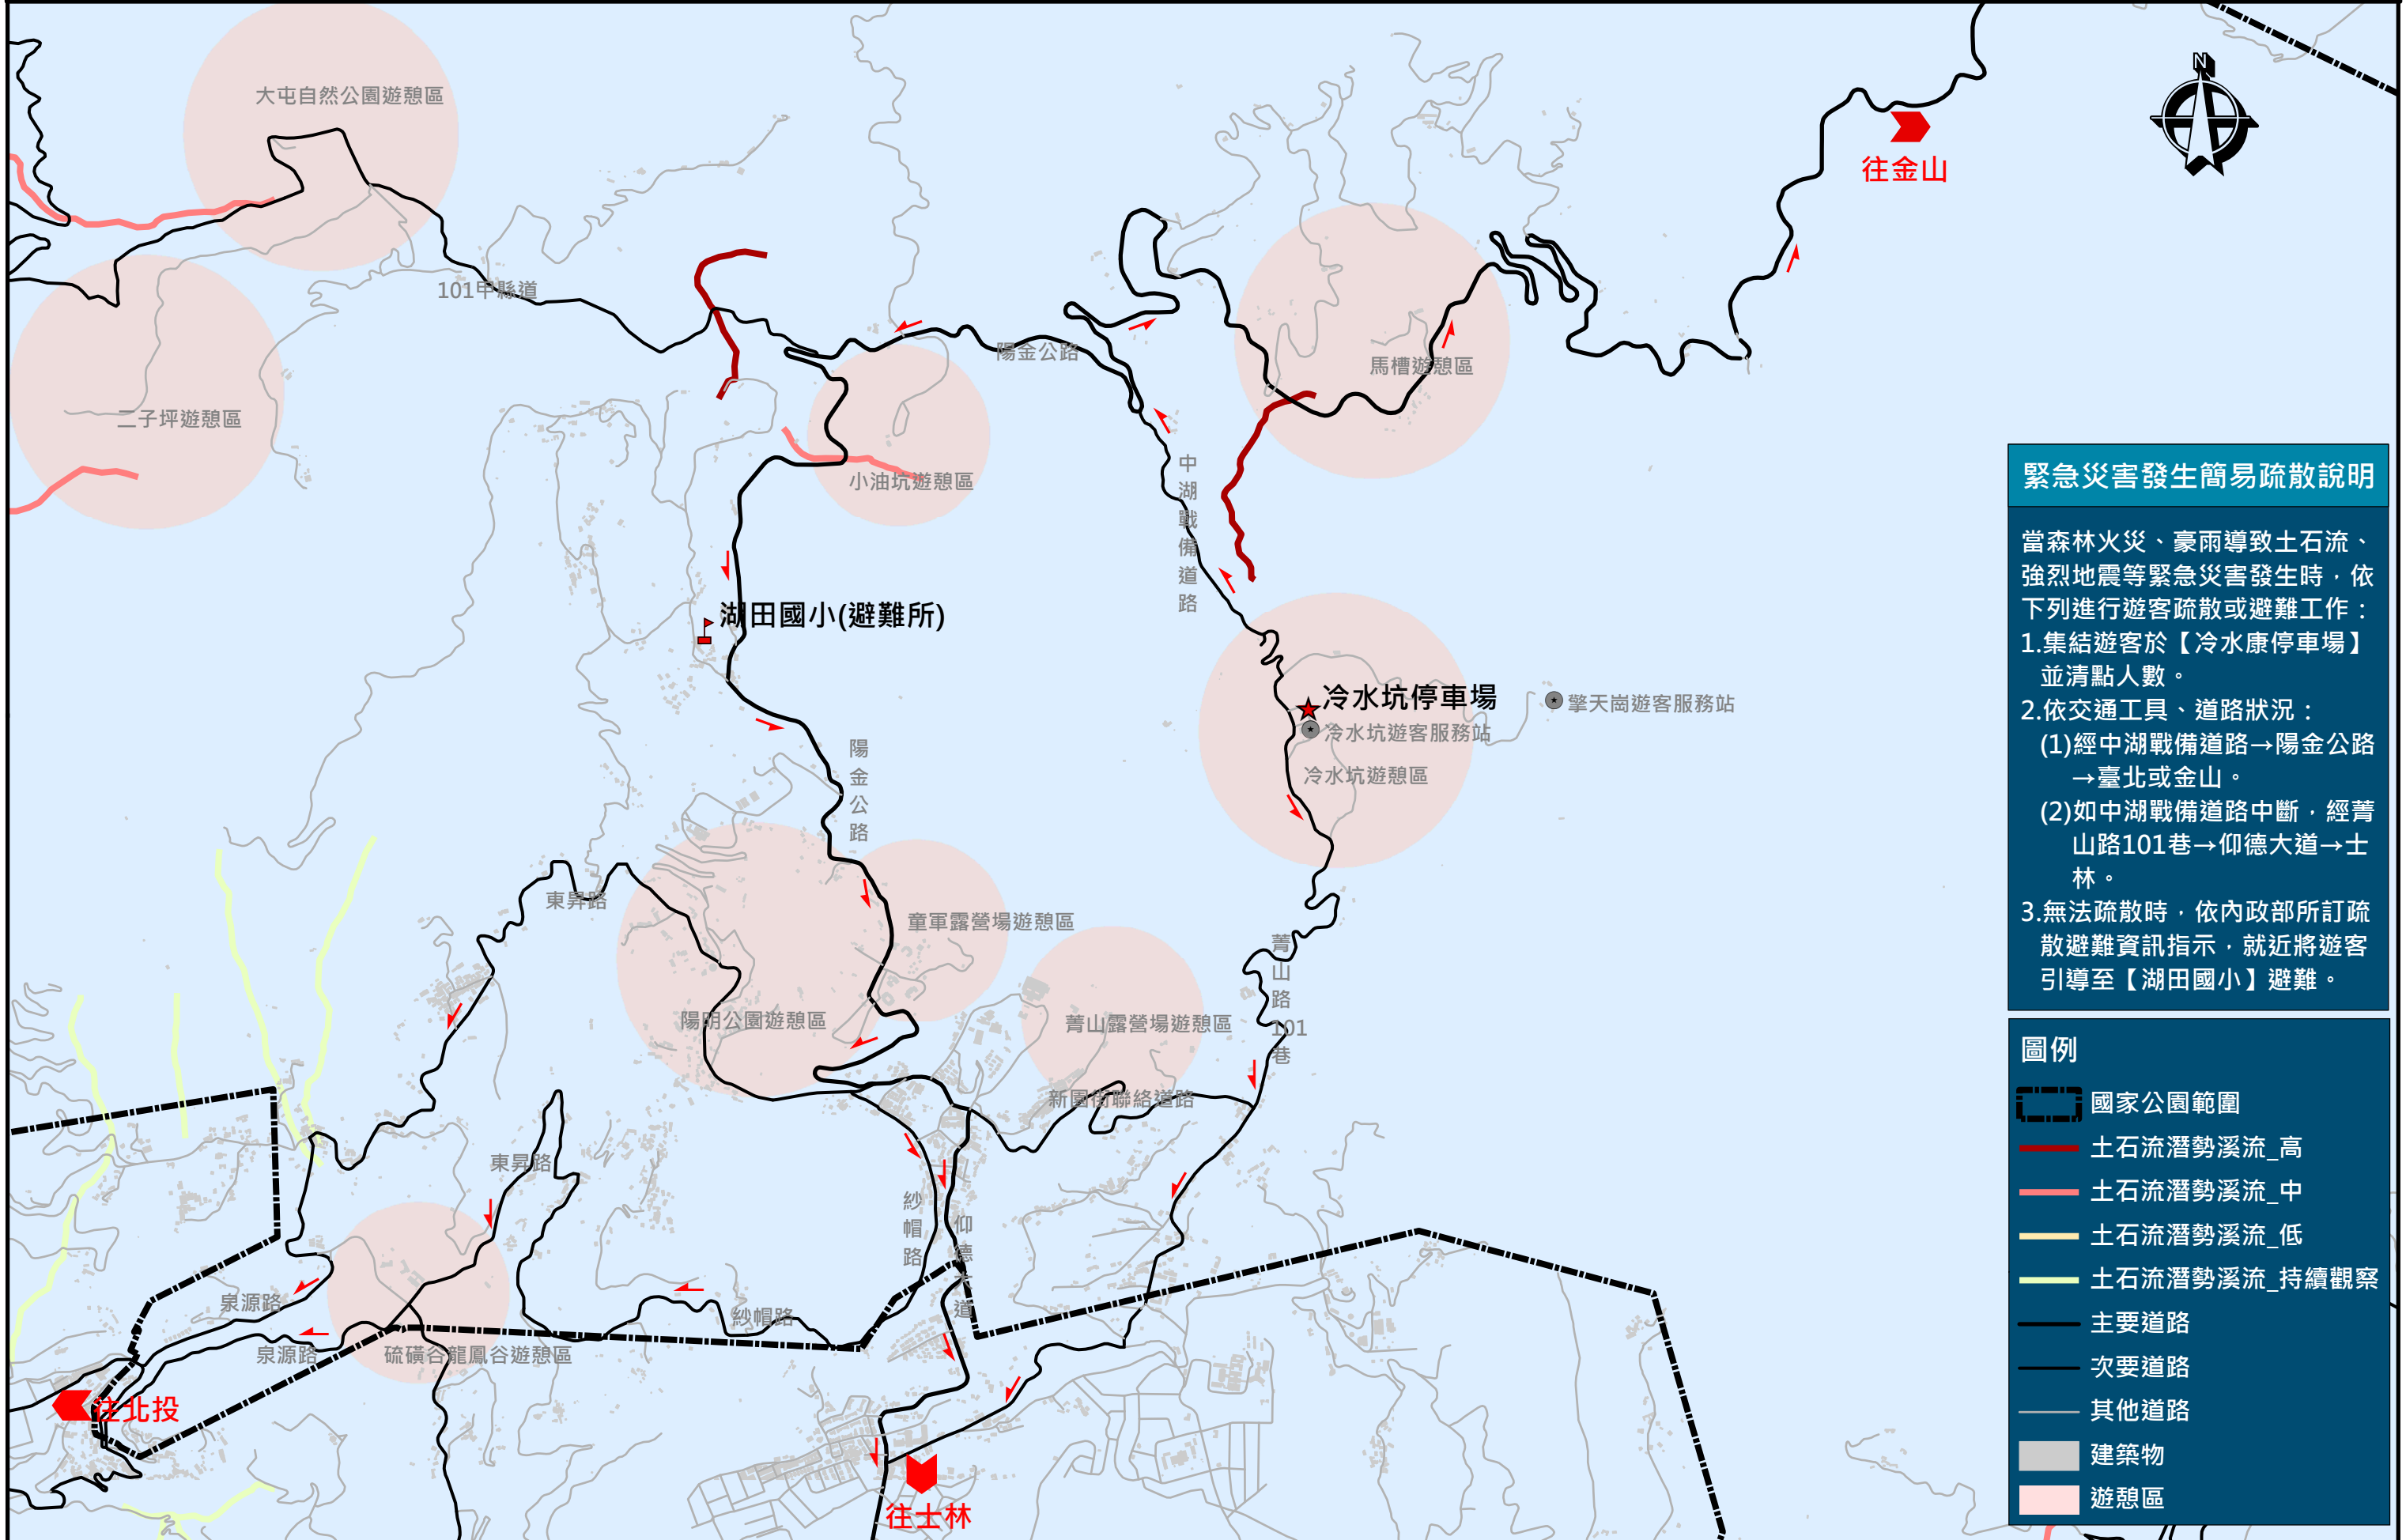 N
大屯自然公園遊憩區
往金山
101甲縣道
陽金公路
馬槽遊憩區
二子坪遊憩區
小油坑遊憩區
中湖戰備道路
湖田國小(避難所)
冷水坑停車場
擎天崗遊客服務站
冷水坑遊客服務站
冷水坑遊憩區
陽金公路
東昇路
童軍露營場遊憩區
菁山路101巷
陽明公園遊憩區
菁山露營場遊憩區
新園街聯絡道路
東昇路
紗帽路
仰德大道
泉源路
紗帽路
泉源路
硫磺谷龍鳳谷遊憩區
往北投
往士林
緊急災害發生簡易疏散說明
當森林火災、豪雨導致土石流、
強烈地震等緊急災害發生時，依
下列進行遊客疏散或避難工作：
1.集結遊客於【冷水康停車場】
並清點人數。
2.依交通工具、道路狀況：
(1)經中湖戰備道路→陽金公路
→臺北或金山。
(2)如中湖戰備道路中斷，經菁
山路101巷→仰德大道→士
林。
3.無法疏散時，依內政部所訂疏
散避難資訊指示，就近將遊客
引導至【湖田國小】避難。
圖例
國家公園範圍
土石流潛勢溪流_高
土石流潛勢溪流_中
土石流潛勢溪流_低
土石流潛勢溪流_持續觀察
主要道路
次要道路
其他道路
建築物
遊憩區